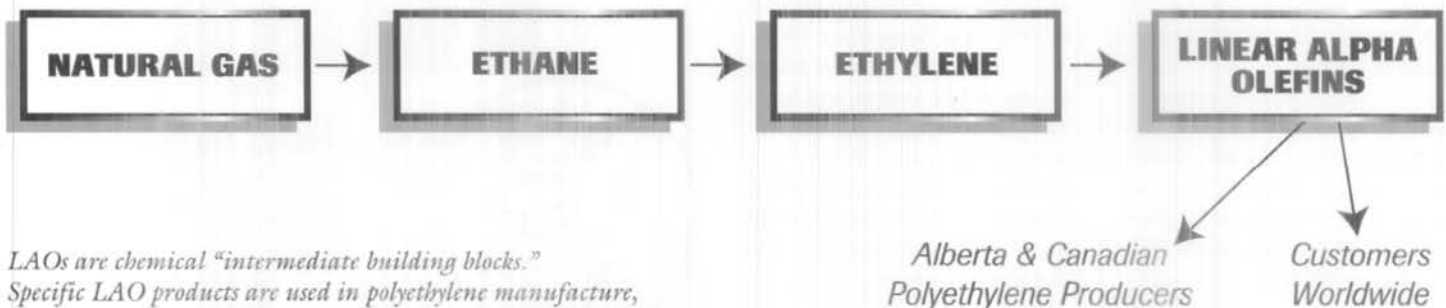 NATURAL GAS
ETHANE
ETHYLENE
LINEAR ALPHA
OLEFINS
LAOs are chemical “intermediate building blocks.”
Specific LAO products are used in polyethylene manufacture,
Alberta & Canadian
Polyethylene Producers
Customers
Worldwide